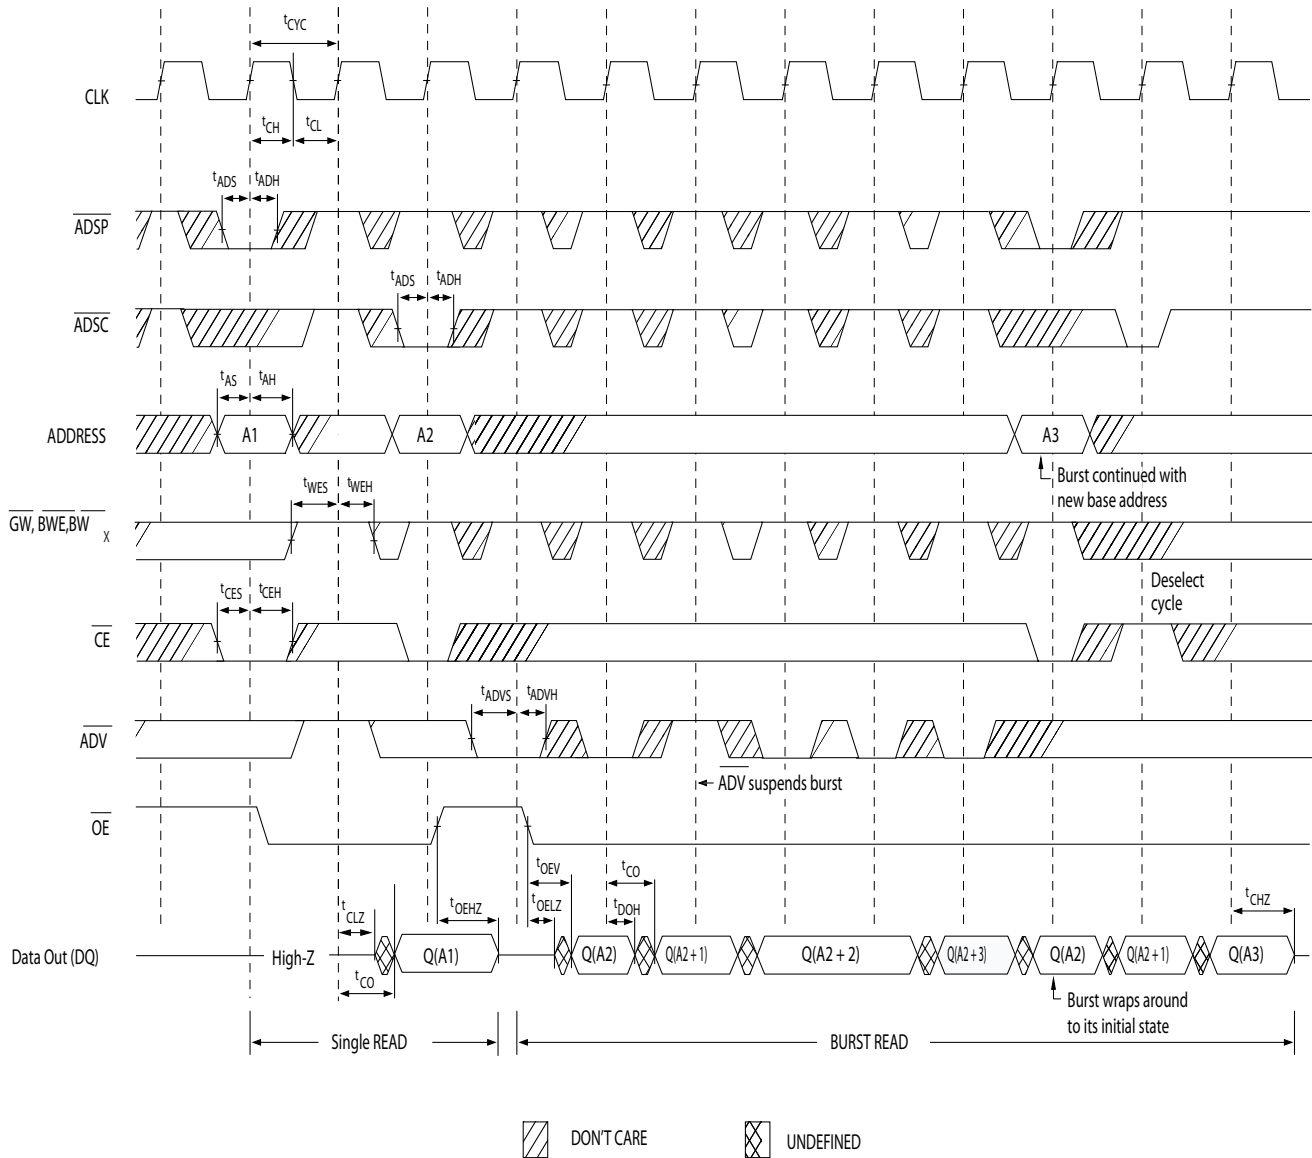 tCYC
CLK
tCH tCL
tADS tADH
ADSP
tADS tADH
ADSC
tAS tAH
ADDRESS A1 A2 A3
Burst continued with
new base address
tWES tWEH
GW, BWE,BW X
Deselect
cycle
tCES tCEH
CE
tADVS tADVH
ADV
ADV suspends burst
OE
tOEV tCO
tCLZ tOEHZ tOELZ tDOH tCHZ
Data Out (DQ) High-Z Q(A1) Q(A2) Q(A2+1) Q(A2 + 2) Q(A2+3) Q(A2) Q(A2+1) Q(A3)
tCO
Burst wraps around
to its initial state
Single READ BURST READ
DON'T CARE UNDEFINED